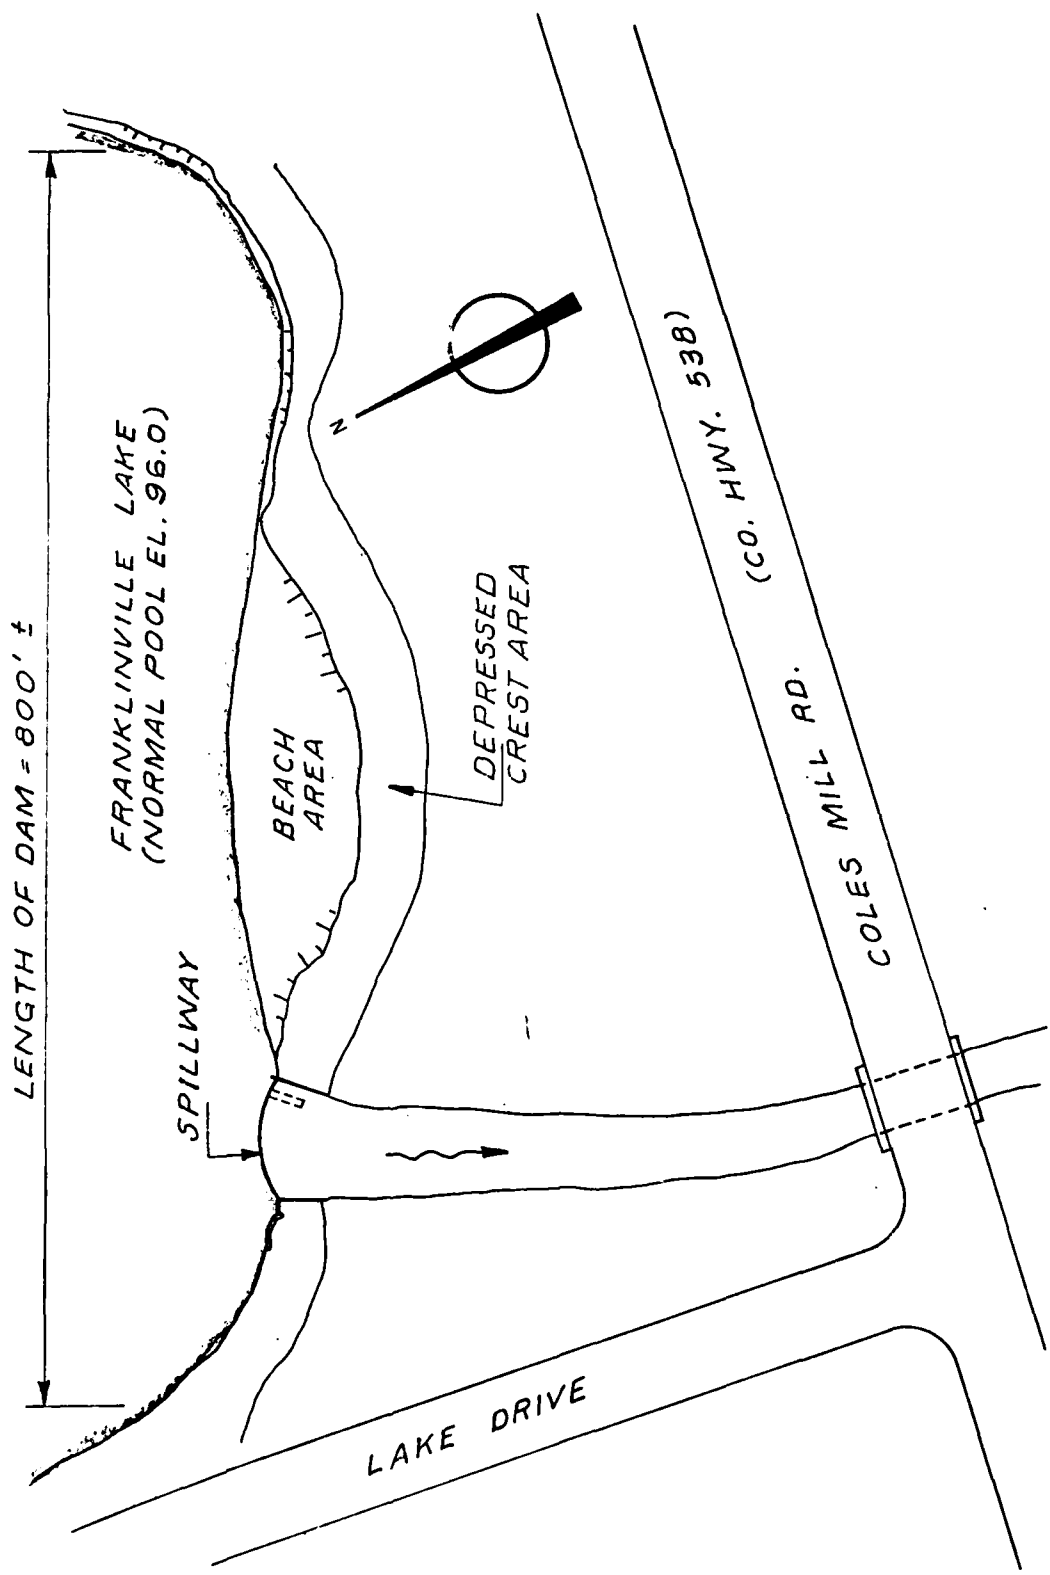 LENGTH OF DAM = 800' ±
FRANKLINVILLE LAKE
(NORMAL POOL EL. 96.0)
SPILLWAY
BEACH
AREA
N
DEPRESSED
CREST AREA
COLES MILL RD. (CO. HWY. 538)
LAKE DRIVE